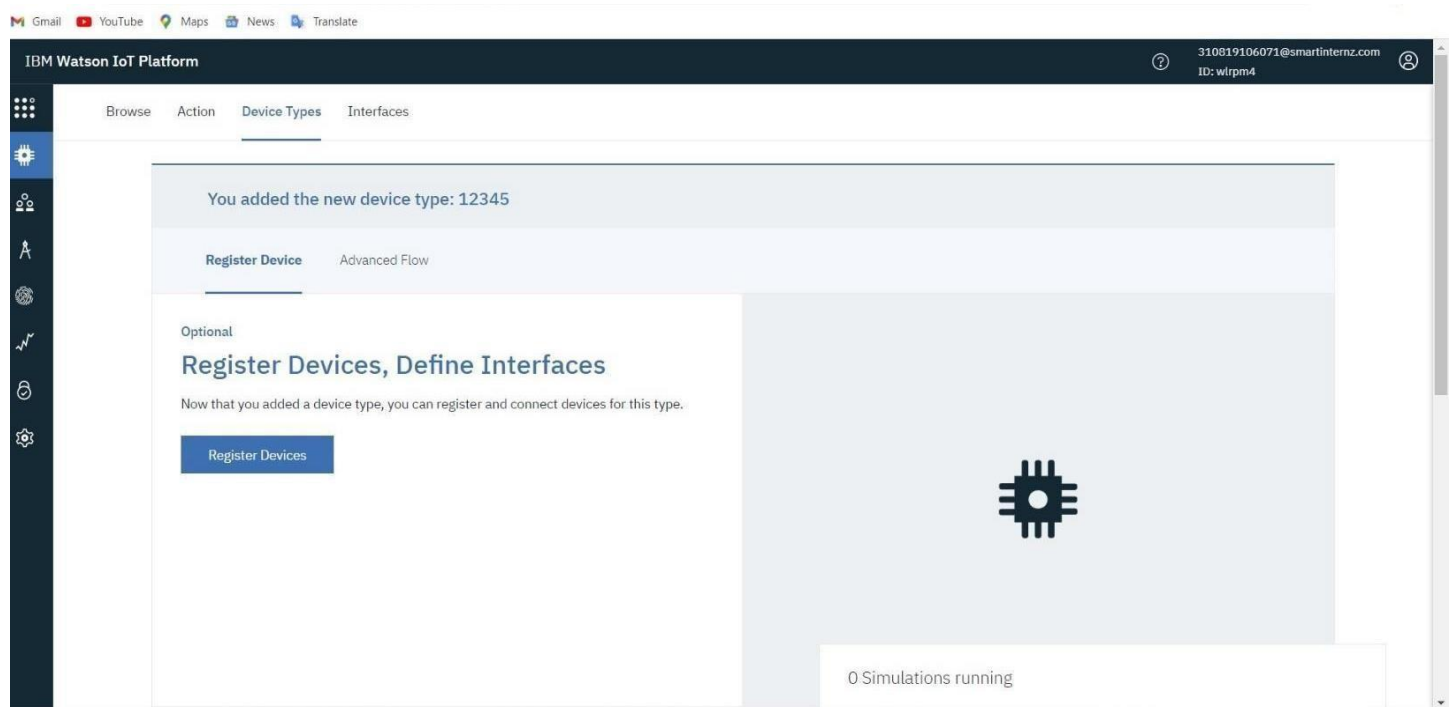 Gmail YouTube Maps News Translate
IBM Watson IoT Platform
310819106071@smartinternz.com
ID: wlrpm4
Browse Action Device Types Interfaces
You added the new device type: 12345
Register Device Advanced Flow
Optional
Register Devices, Define Interfaces
Now that you added a device type, you can register and connect devices for this type.
Register Devices
0 Simulations running